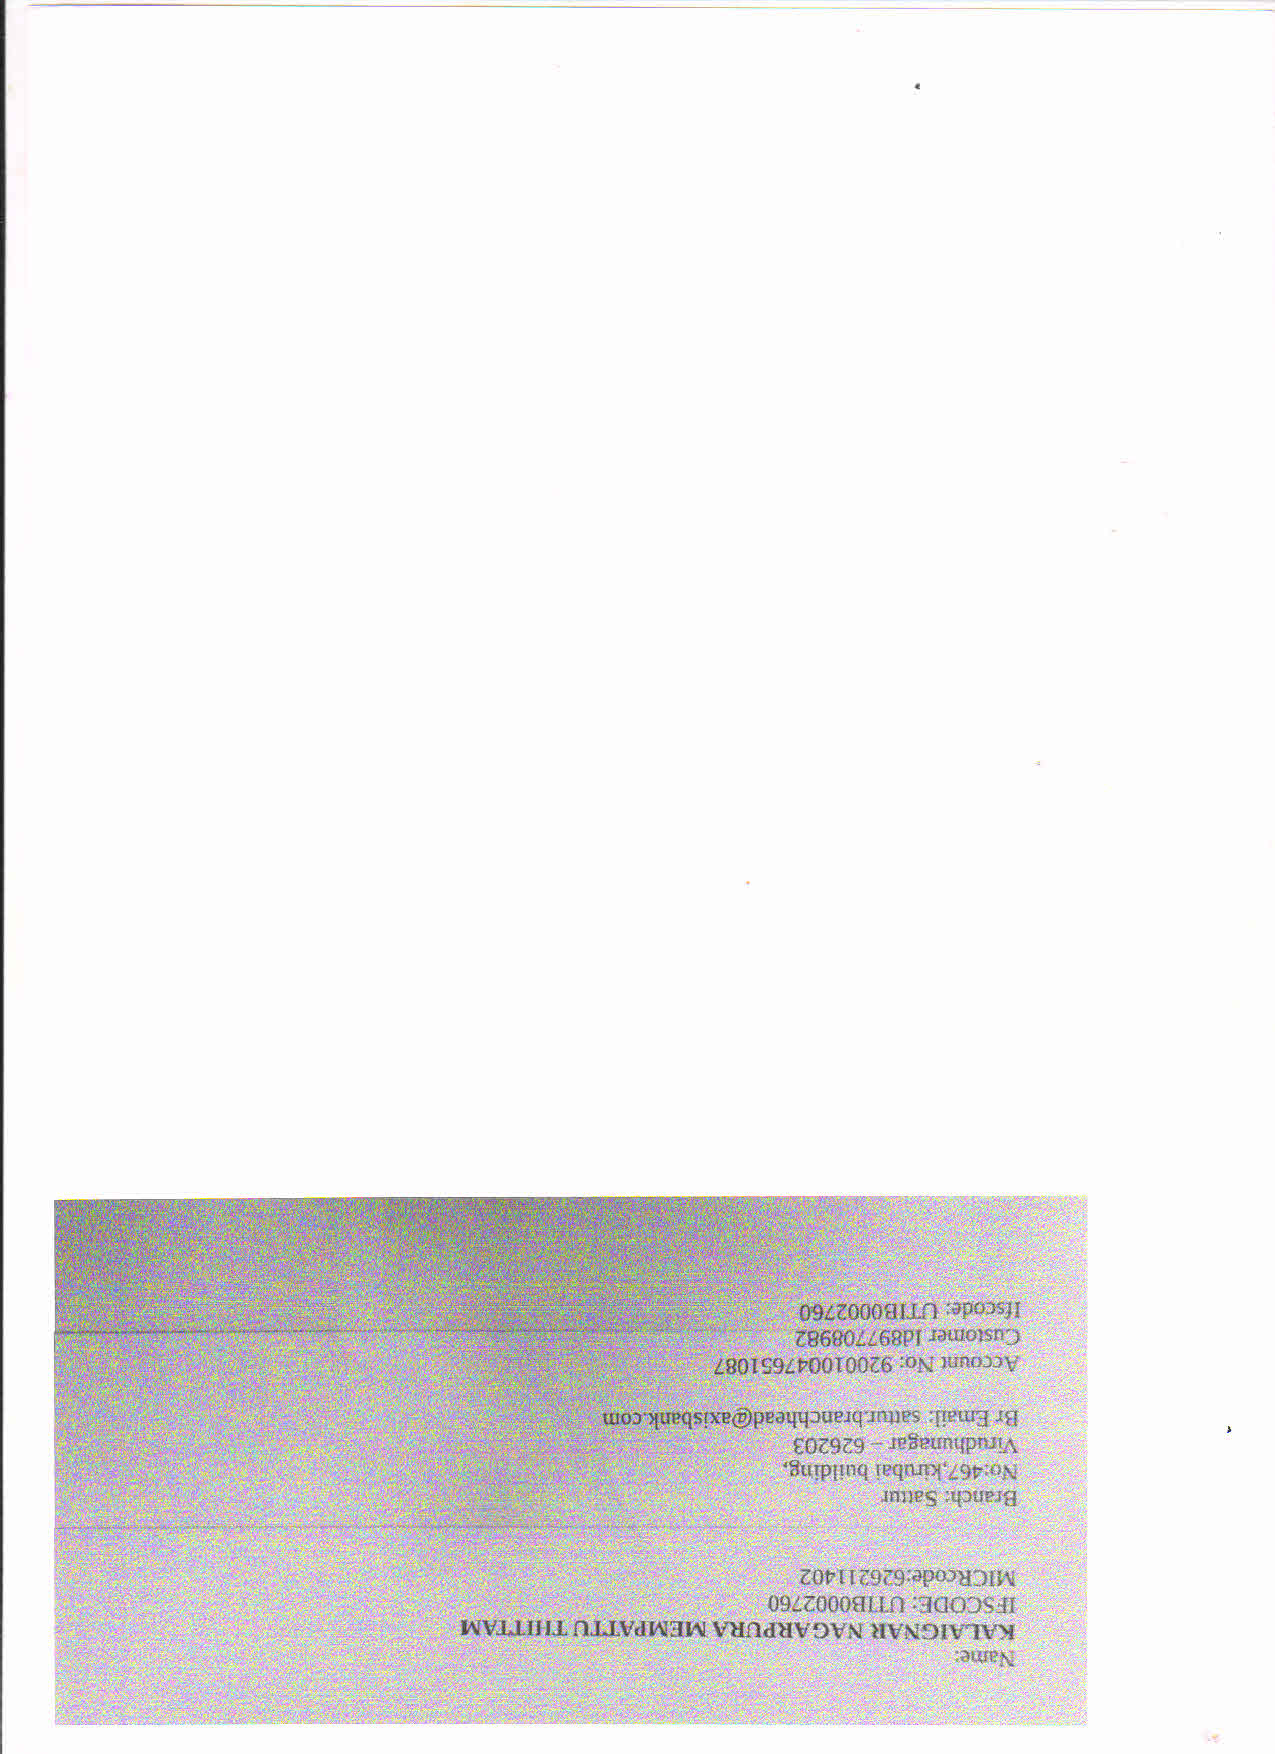 Name:
KALAIGNAR NAGARPURA MEMPATTU THITTAM
IFSCODE: UTIB0002760
MICRcode:626211402
Branch: Sattur
No:467,kirubai building,
Virudhunagar – 626203
Br Email: sattur.branchhead@axisbank.com
Account No: 920010047651087
Customer Id897708982
Ifscode: UTIB0002760